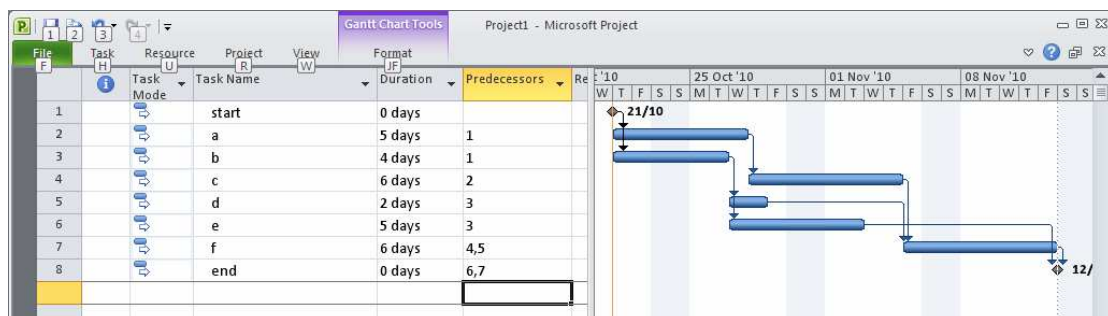 Gantt Chart Tools Project1 - Microsoft Project
1 2 3 4
File Task Resource Project View Format
F H U R W JF
Task Mode Task Name Duration Predecessors Re
:'10 25 Oct '10 01 Nov '10 08 Nov '10
W T F S S M T W T F S S M T W T F S S M T W T F S S
1 start 0 days 21/10
2 a 5 days 1
3 b 4 days 1
4 c 6 days 2
5 d 2 days 3
6 e 5 days 3
7 f 6 days 4,5
8 end 0 days 6,7 12/